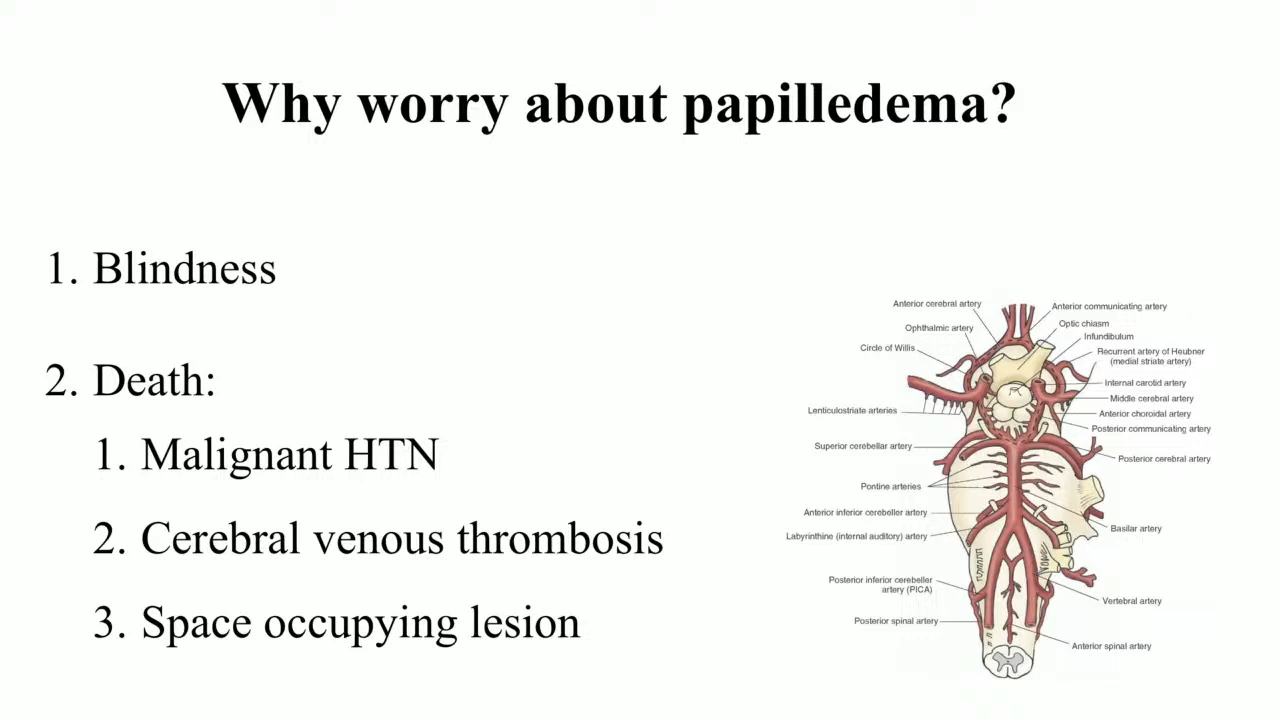 Why worry about papilledema?
1. Blindness
2. Death:
1. Malignant HTN
2. Cerebral venous thrombosis
3. Space occupying lesion
Anterior cerebral artery
Ophthalmic artery
Circle of Willis
Lenticulostriate arteries
Superior cerebellar artery
Pontine arteries
Anterior inferior cerebeller artery
Labyrinthine (internal auditory) artery
Posterior inferior cerebeller
artery (PICA)
Posterior spinal artery
Anterior communicating artery
Optic chiasm
Infundibulum
Recurrent artery of Heubner
(medial striate artery)
Internal carotid artery
Middle cerebral artery
Anterior choroidal artery
Posterior communicating artery
Posterior cerebral artery
Basilar artery
Vertebral artery
Anterior spinal artery